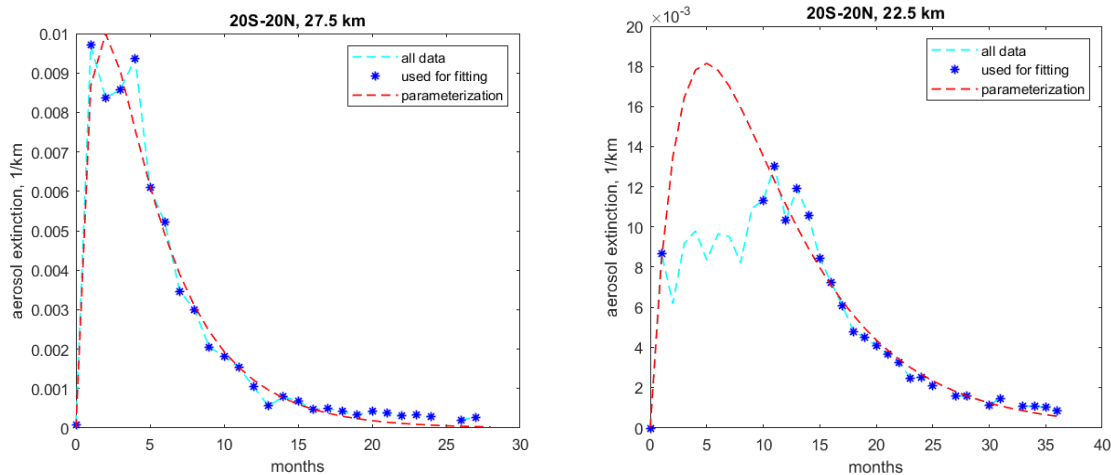 20S-20N, 27.5 km
0.01
0.009
0.008
0.007
0.006
0.005
0.004
0.003
0.002
0.001
0
aerosol extinction, 1/km
all data
used for fitting
parameterization
0 5 10 15 20 25 30
months
×10⁻³ 20S-20N, 22.5 km
20
18
16
14
12
10
8
6
4
2
0
aerosol extinction, 1/km
all data
used for fitting
parameterization
0 5 10 15 20 25 30 35 40
months